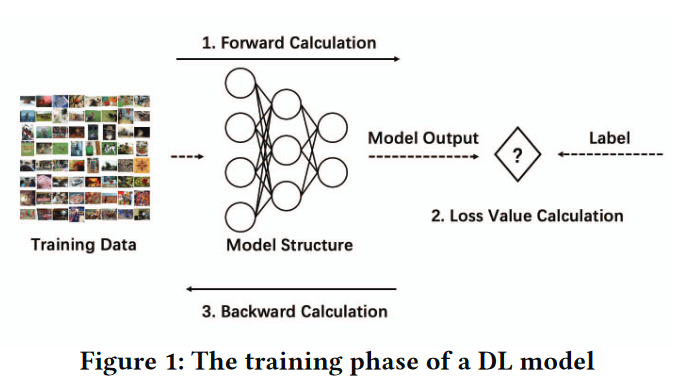 1. Forward Calculation
Model Output
Label
?
2. Loss Value Calculation
Training Data
Model Structure
3. Backward Calculation
Figure 1: The training phase of a DL model